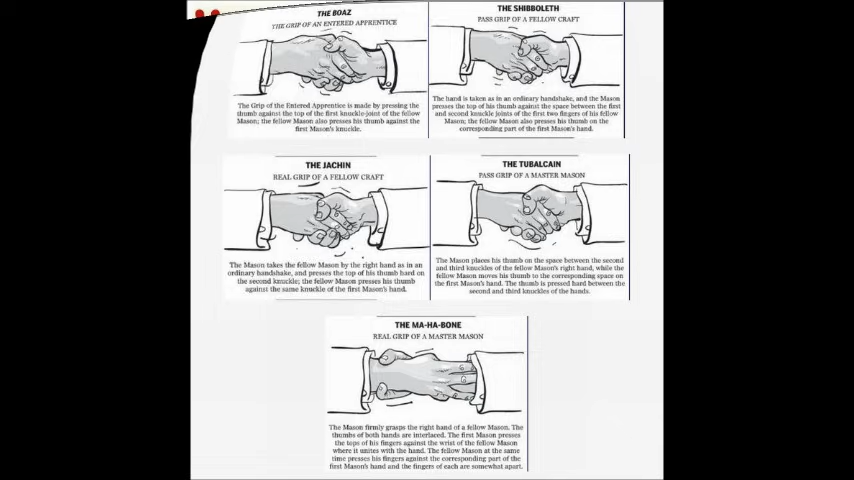 THE BOAZ
THE GRIP OF AN ENTERED APPRENTICE
The Grip of the Entered Apprentice is made by pressing the
thumb against the top of the first knuckle-joint of the fellow
Mason; the fellow Mason also presses his thumb against the
first Mason's knuckle.
THE SHIBBOLETH
PASS GRIP OF A FELLOW CRAFT
The hand is taken as in an ordinary handshake, and the Mason
presses the top of his thumb against the space between the first
and second knuckle joints of the first two fingers of his fellow
Mason; the fellow Mason also presses his thumb on the
corresponding part of the first Mason's hand.
THE JACHIN
REAL GRIP OF A FELLOW CRAFT
The Mason takes the fellow Mason by the right hand as in an
ordinary handshake, and presses the top of his thumb hard on
the second knuckle; the fellow Mason presses his thumb
against the same knuckle of the first Mason's hand.
THE TUBALCAIN
PASS GRIP OF A MASTER MASON
The Mason places his thumb on the space between the second
and third knuckles of the fellow Mason's right hand, while the
fellow Mason moves his thumb to the corresponding space on
the first Mason's hand. The thumb is pressed hard between the
second and third knuckles of the hands.
THE MA-HA-BONE
REAL GRIP OF A MASTER MASON
The Mason firmly grasps the right hand of a fellow Mason. The
thumbs of both hands are interlaced. The first Mason presses
the tops of his fingers against the wrist of the fellow Mason
where it unites with the hand. The fellow Mason at the same
time presses his fingers against the corresponding part of the
first Mason's hand and the fingers of each are somewhat apart.